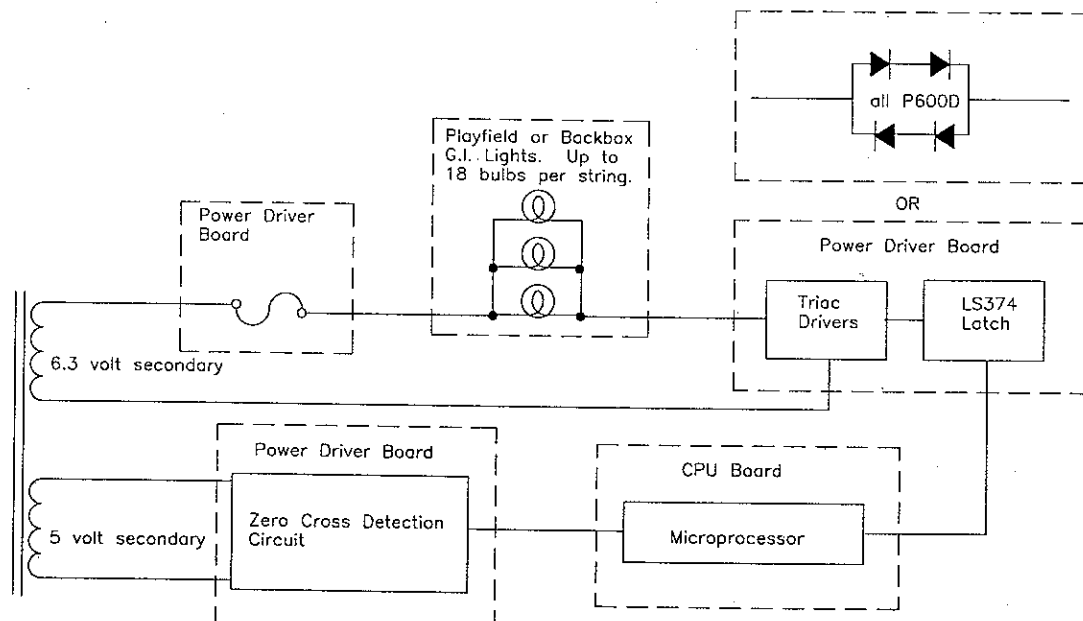 all P600D
Playfield or Backbox
G.I. Lights. Up to
18 bulbs per string.
OR
Power Driver
Board
Power Driver Board
Triac
Drivers
LS374
Latch
6.3 volt secondary
Power Driver Board
CPU Board
Zero Cross Detection
Circuit
Microprocessor
5 volt secondary